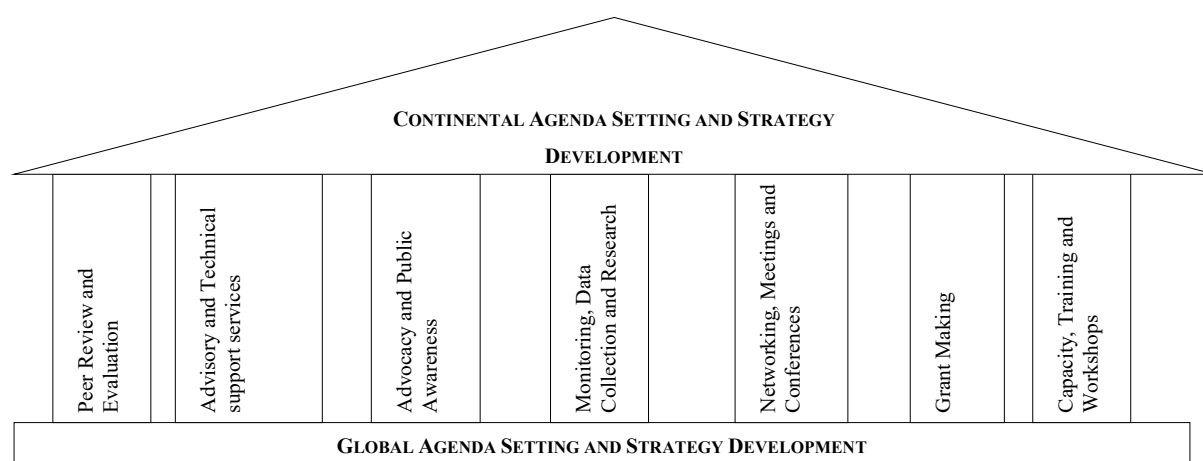 CONTINENTAL AGENDA SETTING AND STRATEGY
DEVELOPMENT
Peer Review and
Evaluation
Advisory and Technical
support services
Advocacy and Public
Awareness
Monitoring, Data
Collection and Research
Networking, Meetings and
Conferences
Grant Making
Capacity, Training and
Workshops
GLOBAL AGENDA SETTING AND STRATEGY DEVELOPMENT